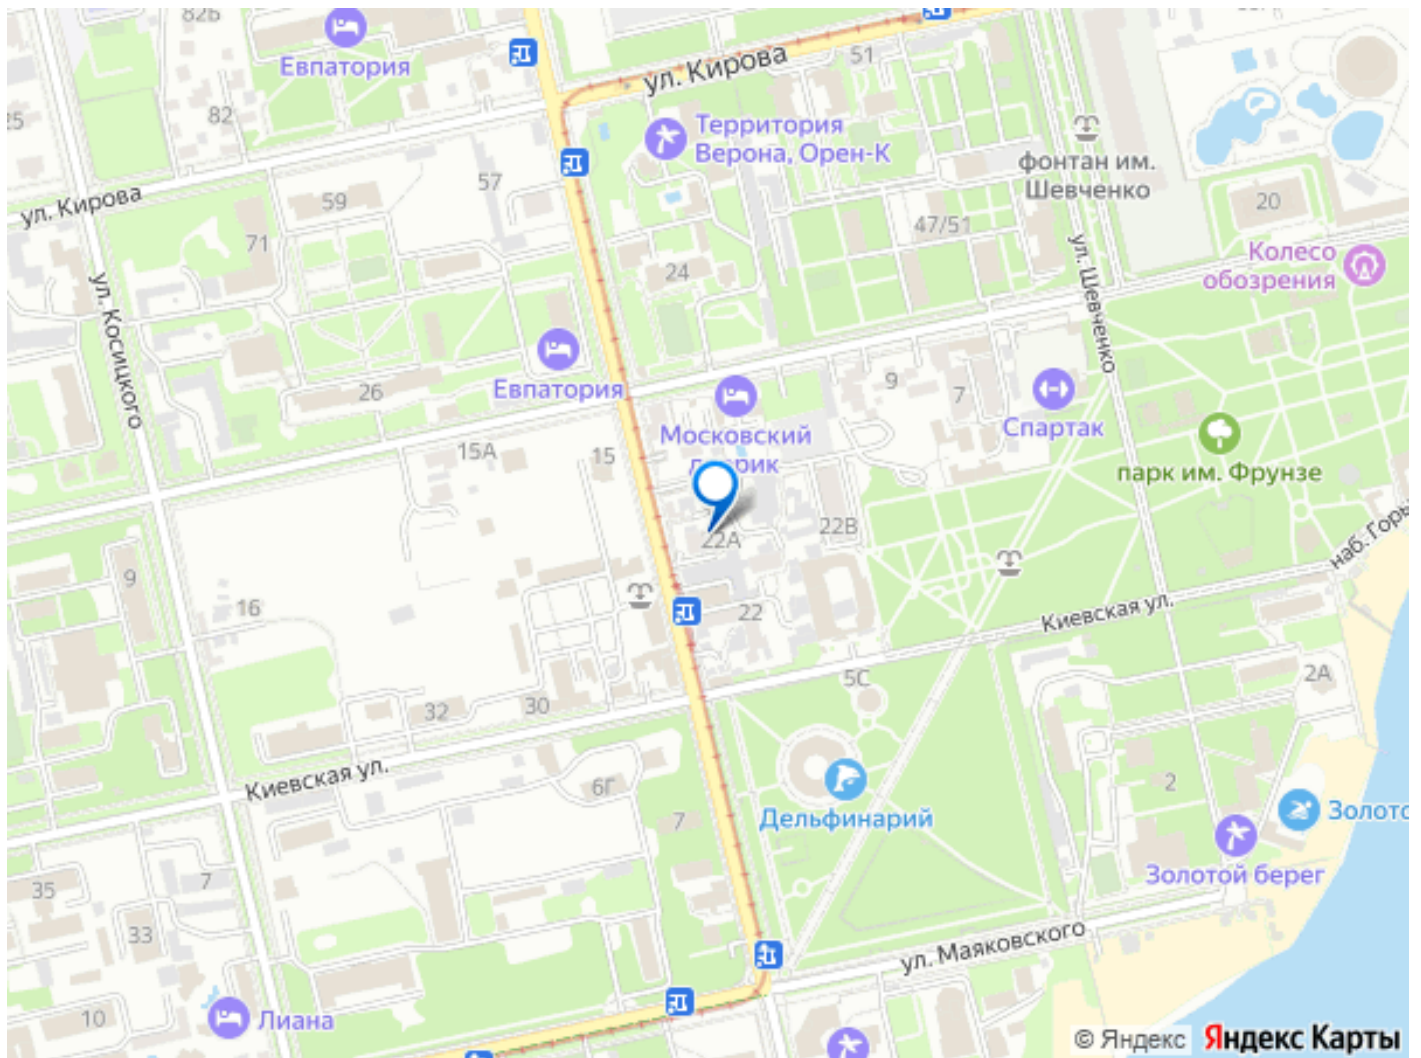 82Б
Евпатория
ул. Кирова
51
82
Территория
Верона, Орен-К
фонтан им.
Шевченко
57
59
ул. Кирова
71
47/51
20
24
Колесо
обозрения
ул. Шевченко
ул. Косицкого
Евпатория
26
9
7
Спартак
Московский
15А
15
парк им. Фрунзе
22А
22В
наб. Горь
9
16
22
Киевская ул.
5С
2А
32
30
Киевская ул.
6Г
2
7
Дельфинарий
Золото
Золотой берег
35
7
33
ул. Маяковского
10
Лиана
© Яндекс Яндекс Карты